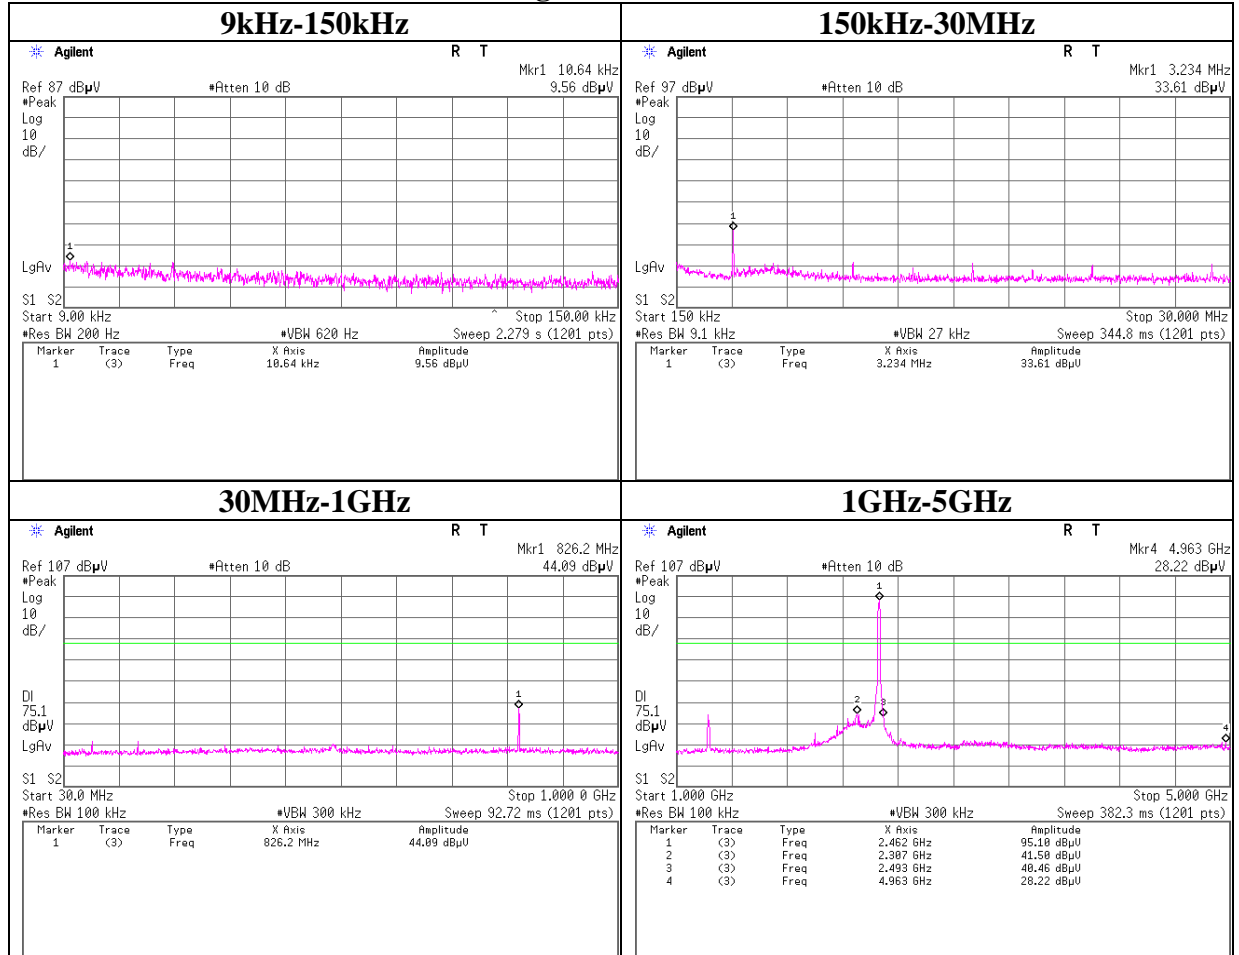 9kHz-150kHz
Agilent R T
Mkr1 10.64 kHz
Ref 87 dBµV #Atten 10 dB 9.56 dBµV
#Peak
Log
10
dB/
1
LgAv
S1 S2
Start 9.00 kHz ^ Stop 150.00 kHz
#Res BW 200 Hz #VBW 620 Hz Sweep 2.279 s (1201 pts)
Marker Trace Type X Axis Amplitude
1 (3) Freq 10.64 kHz 9.56 dBµV
150kHz-30MHz
Agilent R T
Mkr1 3.234 MHz
Ref 97 dBµV #Atten 10 dB 33.61 dBµV
#Peak
Log
10
dB/
1
LgAv
S1 S2
Start 150 kHz Stop 30.000 MHz
#Res BW 9.1 kHz #VBW 27 kHz Sweep 344.8 ms (1201 pts)
Marker Trace Type X Axis Amplitude
1 (3) Freq 3.234 MHz 33.61 dBµV
30MHz-1GHz
Agilent R T
Mkr1 826.2 MHz
Ref 107 dBµV #Atten 10 dB 44.09 dBµV
#Peak
Log
10
dB/
DI
75.1
dBµV
1
LgAv
S1 S2
Start 30.0 MHz Stop 1.000 0 GHz
#Res BW 100 kHz #VBW 300 kHz Sweep 92.72 ms (1201 pts)
Marker Trace Type X Axis Amplitude
1 (3) Freq 826.2 MHz 44.09 dBµV
1GHz-5GHz
Agilent R T
Mkr4 4.963 GHz
Ref 107 dBµV #Atten 10 dB 28.22 dBµV
#Peak
Log
10
dB/
1
DI
75.1
dBµV
2 3
4
LgAv
S1 S2
Start 1.000 GHz Stop 5.000 GHz
#Res BW 100 kHz #VBW 300 kHz Sweep 382.3 ms (1201 pts)
Marker Trace Type X Axis Amplitude
1 (3) Freq 2.462 GHz 95.10 dBµV
2 (3) Freq 2.307 GHz 41.50 dBµV
3 (3) Freq 2.493 GHz 40.46 dBµV
4 (3) Freq 4.963 GHz 28.22 dBµV